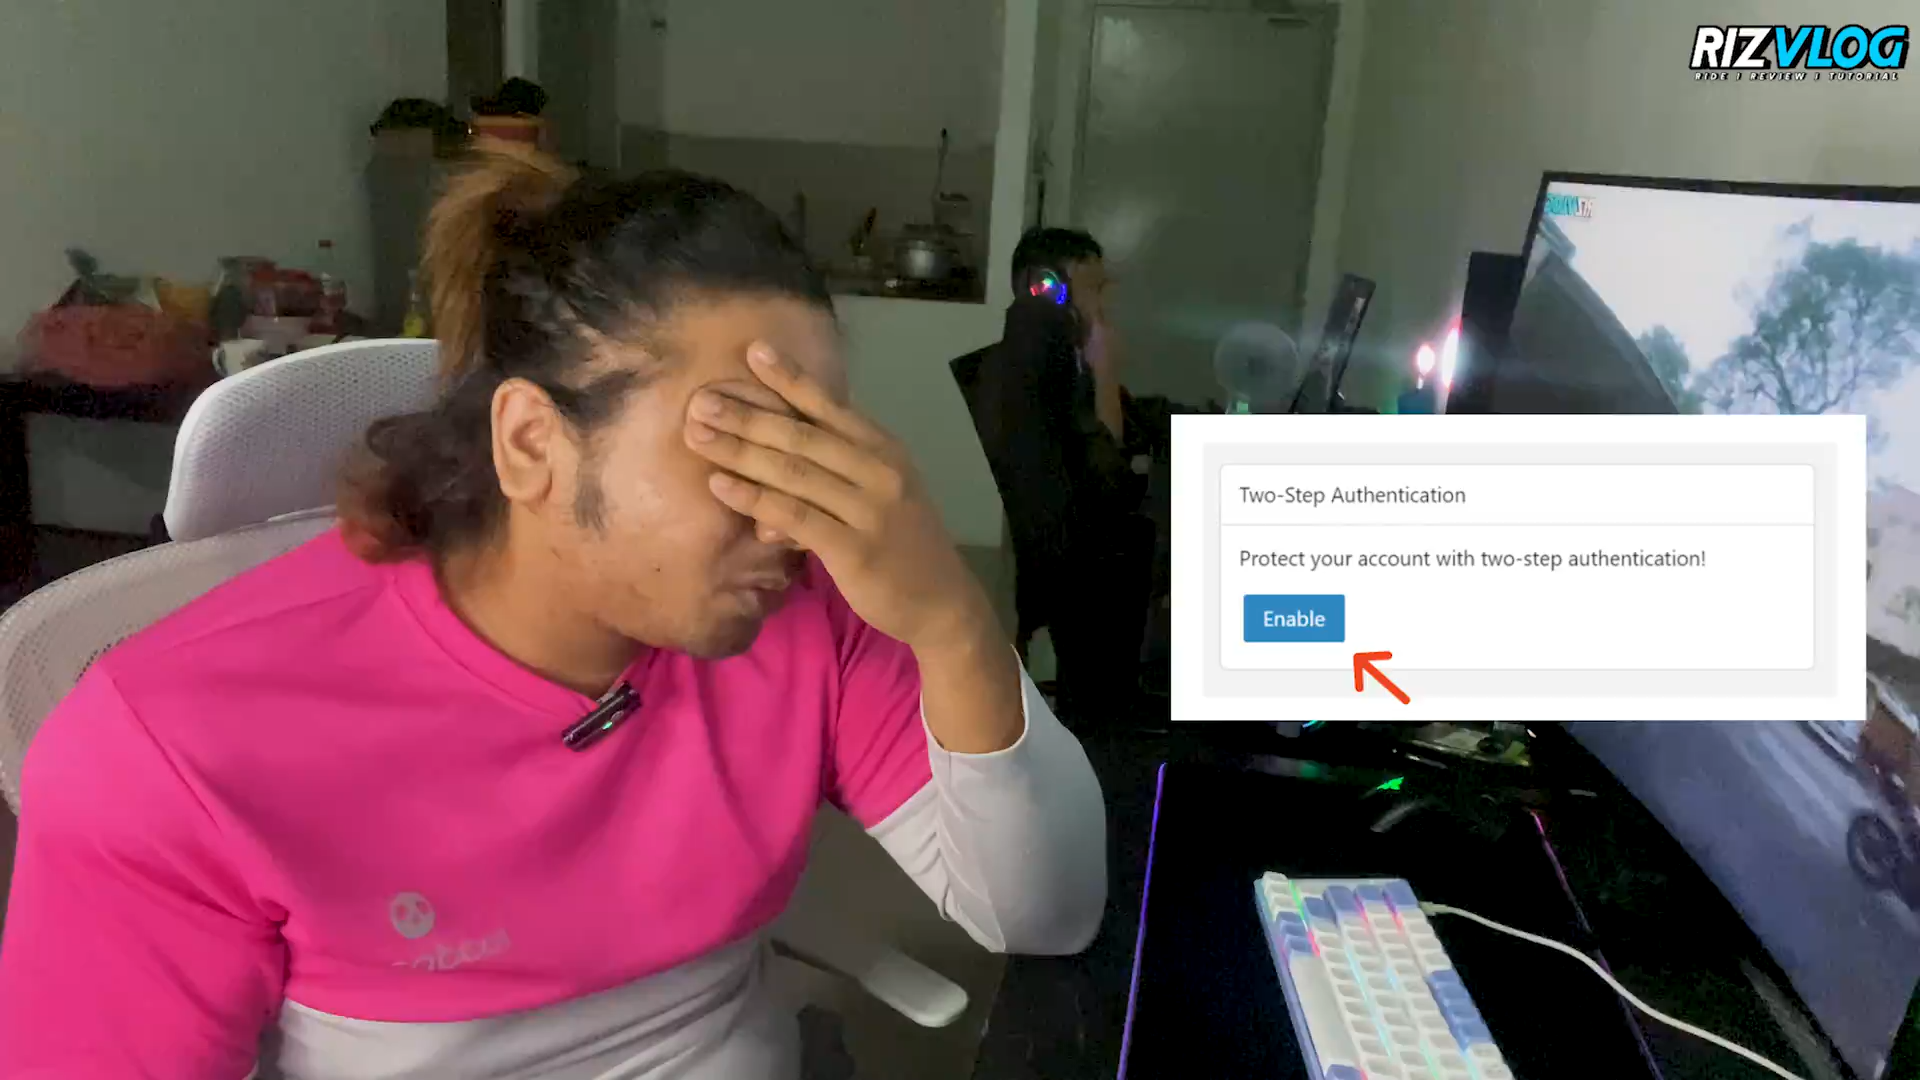 RIZVLOG
RIDE | REVIEW | TUTORIAL
Two-Step Authentication
Protect your account with two-step authentication!
Enable